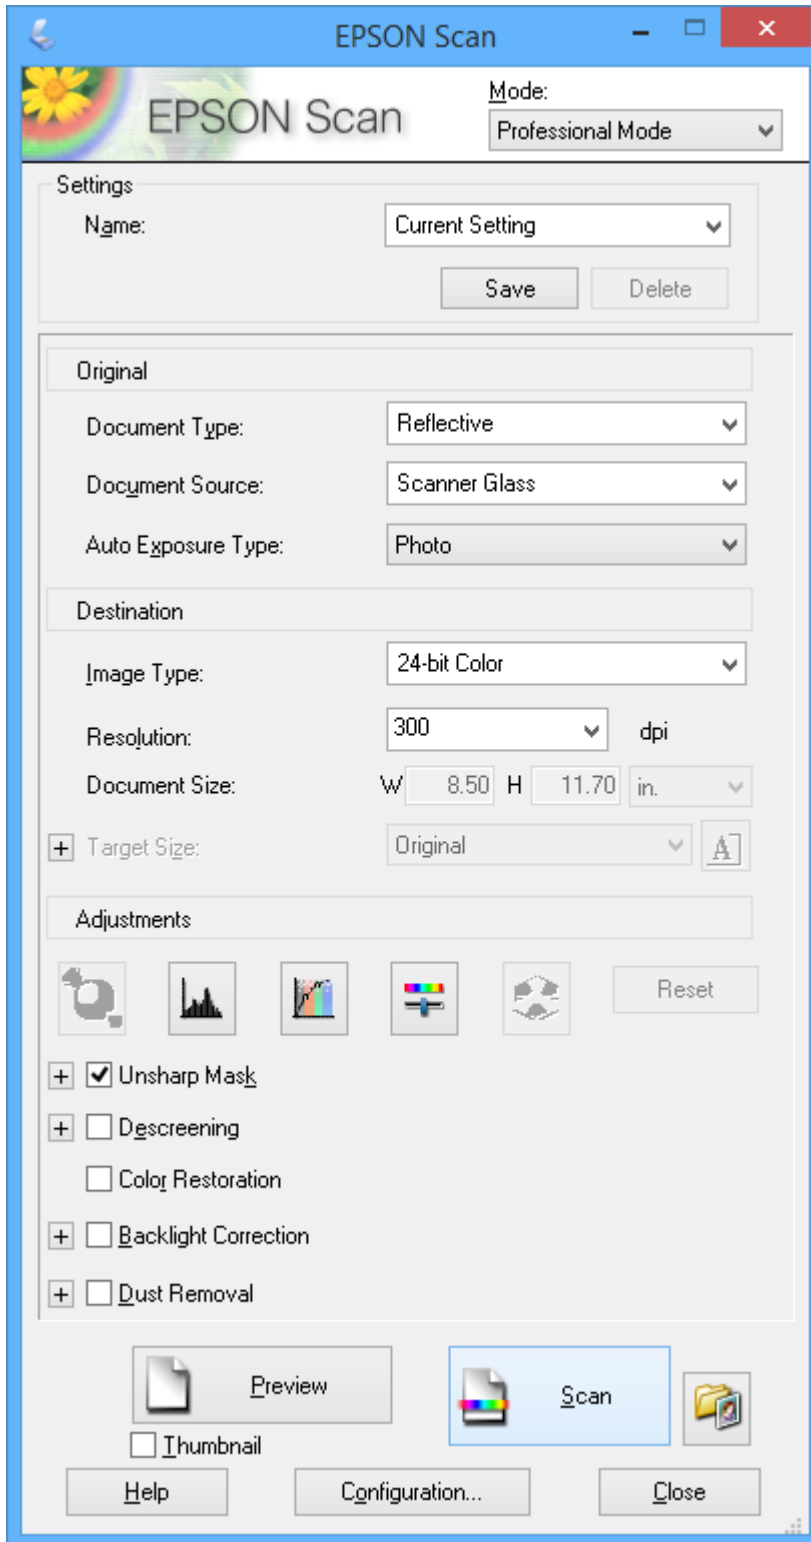 EPSON Scan
EPSON Scan
Mode:
Professional Mode
Settings
Name: Current Setting
Save Delete
Original
Document Type: Reflective
Document Source: Scanner Glass
Auto Exposure Type: Photo
Destination
Image Type: 24-bit Color
Resolution: 300 dpi
Document Size: W 8.50 H 11.70 in.
+ Target Size: Original A
Adjustments
Reset
+ Unsharp Mask
+ Descreening
Color Restoration
+ Backlight Correction
+ Dust Removal
Preview Scan
Thumbnail
Help Configuration... Close